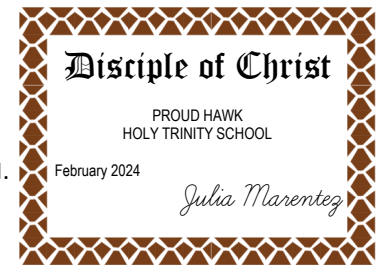 Disciple of Christ
PROUD HAWK
HOLY TRINITY SCHOOL
February 2024
Julia Marentez